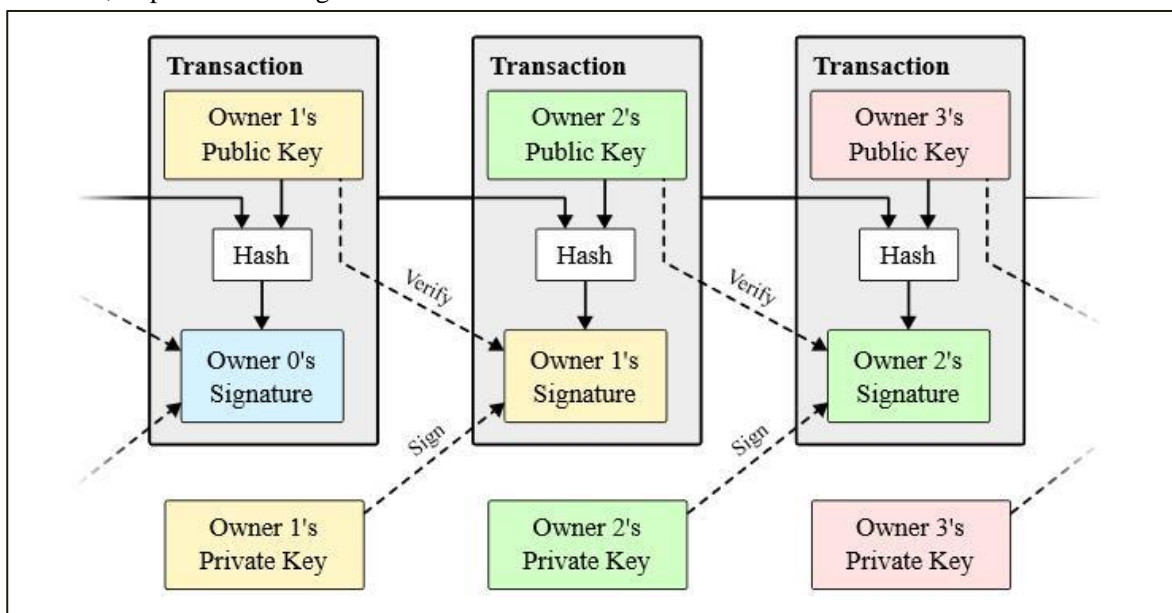 Transaction
Owner 1's
Public Key
Hash
Verify
Owner 0's
Signature
Transaction
Owner 2's
Public Key
Hash
Verify
Owner 1's
Signature
Transaction
Owner 3's
Public Key
Hash
Owner 2's
Signature
Sign
Sign
Owner 1's
Private Key
Owner 2's
Private Key
Owner 3's
Private Key